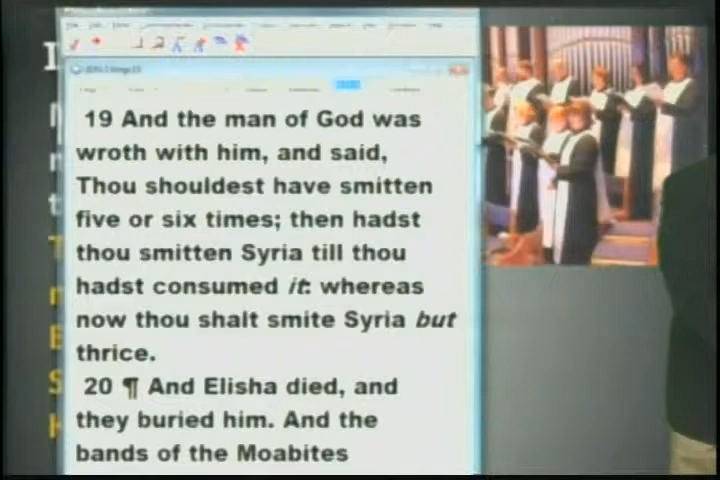 19 And the man of God was
wroth with him, and said,
Thou shouldest have smitten
five or six times; then hadst
thou smitten Syria till thou
hadst consumed it: whereas
now thou shalt smite Syria but
thrice.
20 ¶ And Elisha died, and
they buried him. And the
bands of the Moabites